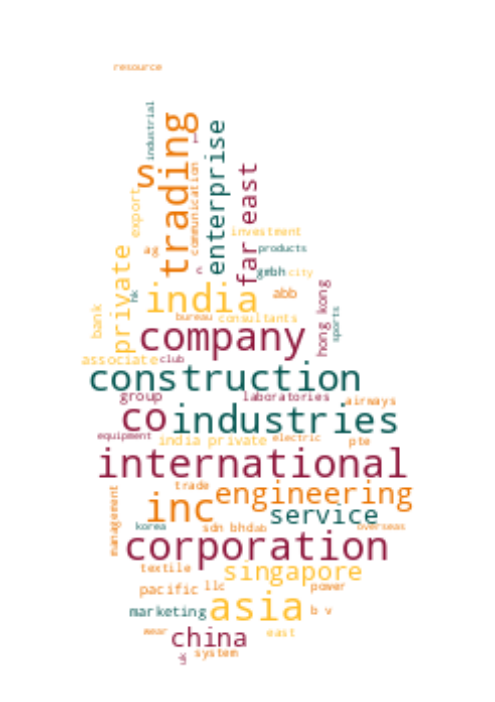 resource
industrial
trading
s
enterprise
communication
far east
export
investment
ag
products
private
c
gmbh city
hk
india
abb
hong kong
bank
bureau consultants
sports
company
associate club
construction
group laboratories airways
co industries
equipment india private electric pte
international
trade
management
inc engineering
service
korea sdn bhd ab overseas
corporation
textile singapore
pacific llc power
marketing asia b v
wear china east
uk system